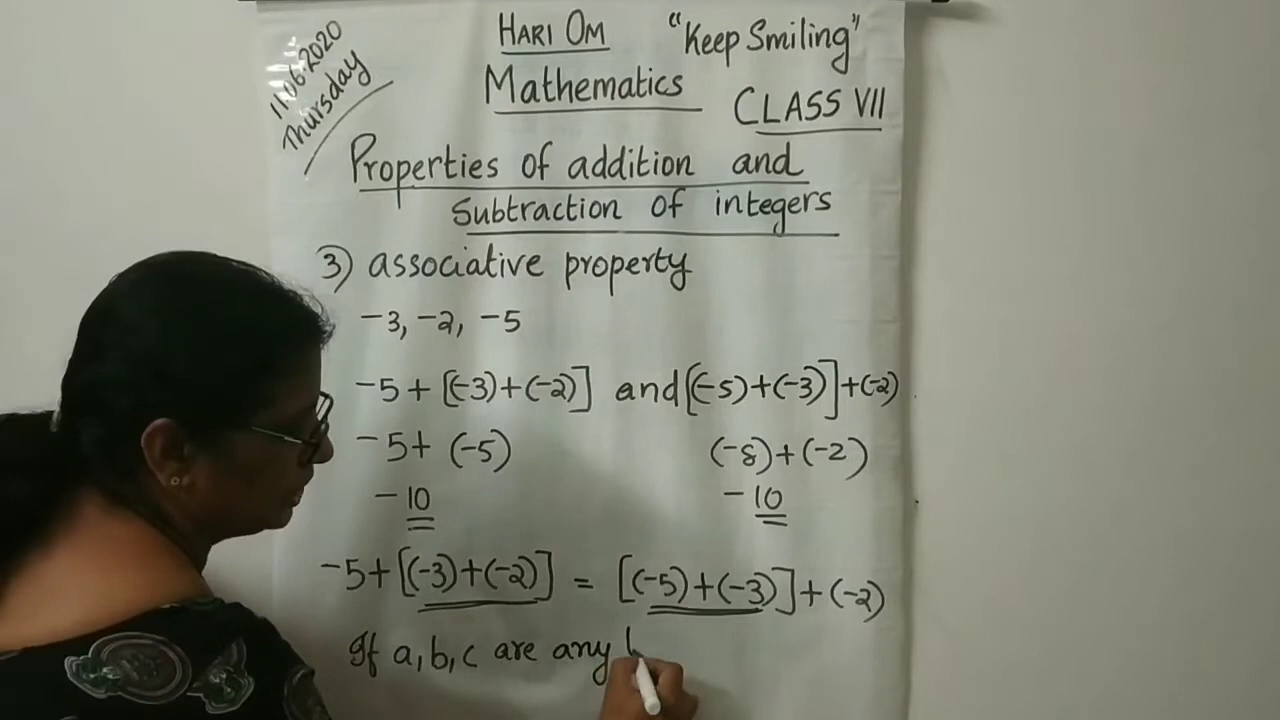 11.06.2020
Thursday
HARI OM "Keep Smiling"
Mathematics
CLASS VII
Properties of addition and
Subtraction of integers
3) associative property
-3, -2, -5
-5 + [(-3)+(-2)] and [(-5)+(-3)]+(-2)
-5+ (-5) (-8)+(-2)
-10 -10
-5+[(-3)+(-2)] = [(-5)+(-3)]+(-2)
If a, b, c are any